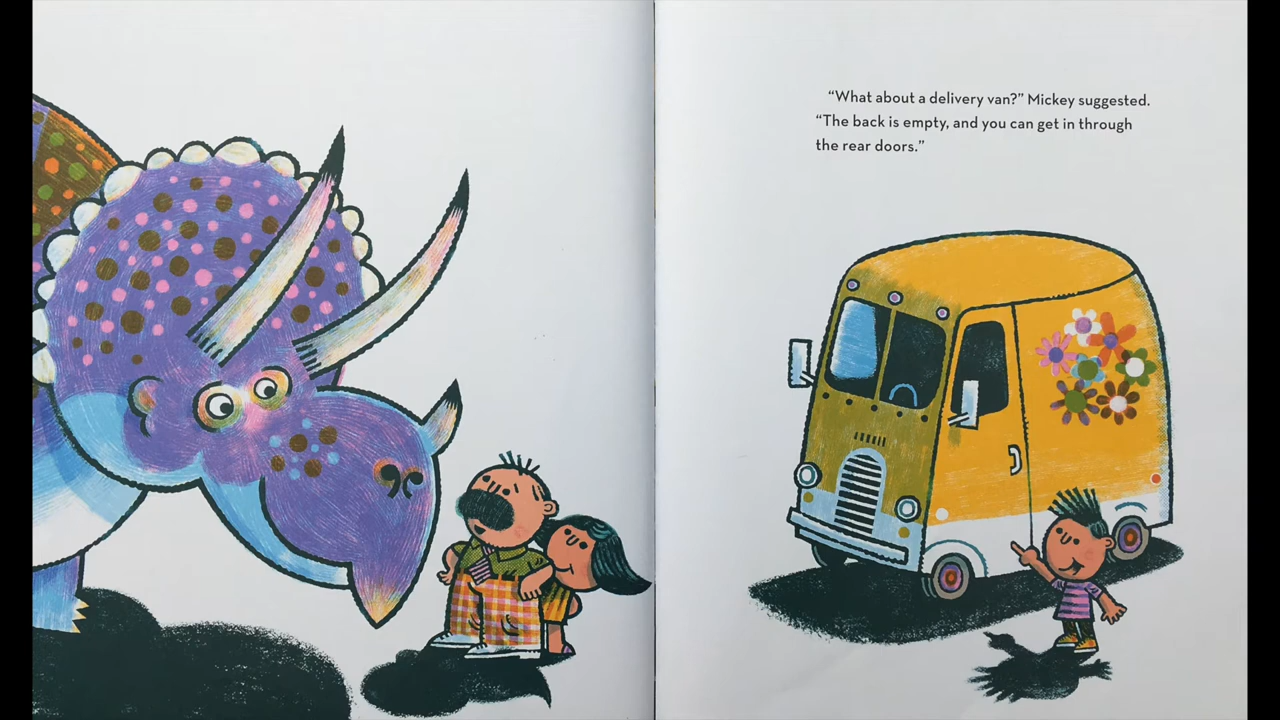 “What about a delivery van?” Mickey suggested.
“The back is empty, and you can get in through
the rear doors.”